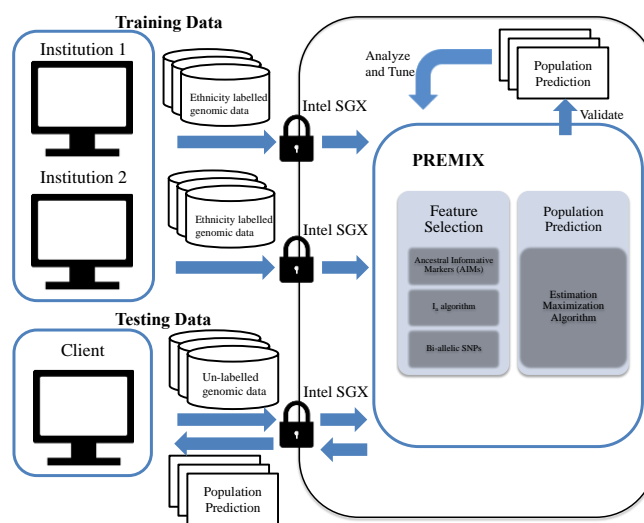 Training Data
Institution 1
Ethnicity labelled
genomic data
Intel SGX
Institution 2
Ethnicity labelled
genomic data
Intel SGX
Testing Data
Client
Un-labelled
genomic data
Intel SGX
Population
Prediction
Analyze
and Tune
Population
Prediction
Validate
PREMIX
Feature
Selection
Ancestral Informative
Markers (AIMs)
In algorithm
Bi-allelic SNPs
Population
Prediction
Estimation
Maximization
Algorithm